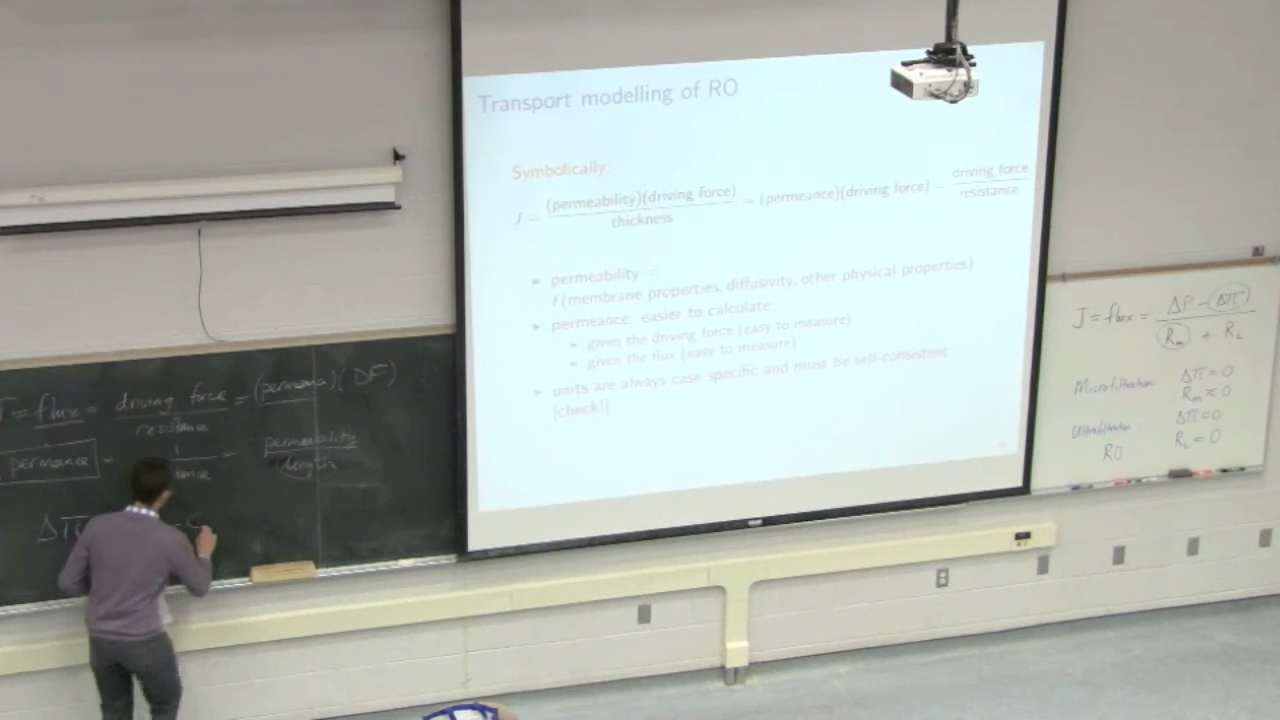 Transport modelling of RO
Symbolically:
J = (permeability)(driving force) / thickness = (permeance)(driving force) = driving force / resistance
► permeability =
f(membrane properties, diffusivity, other physical properties)
► permeance: easier to calculate:
► given the driving force (easy to measure)
► given the flux (easy to measure)
► units are always case specific and must be self-consistent
[check!]
J = flux = driving force / resistance = (permeance)(DF)
permeance = 1 / = permeability / length
Δπ - C
J = flux = ΔP - Δπ / Rm + Rc
Microfiltration Δπ = 0
Rm ≈ 0
Ultrafiltration: Δπ = 0
RO Rc = 0